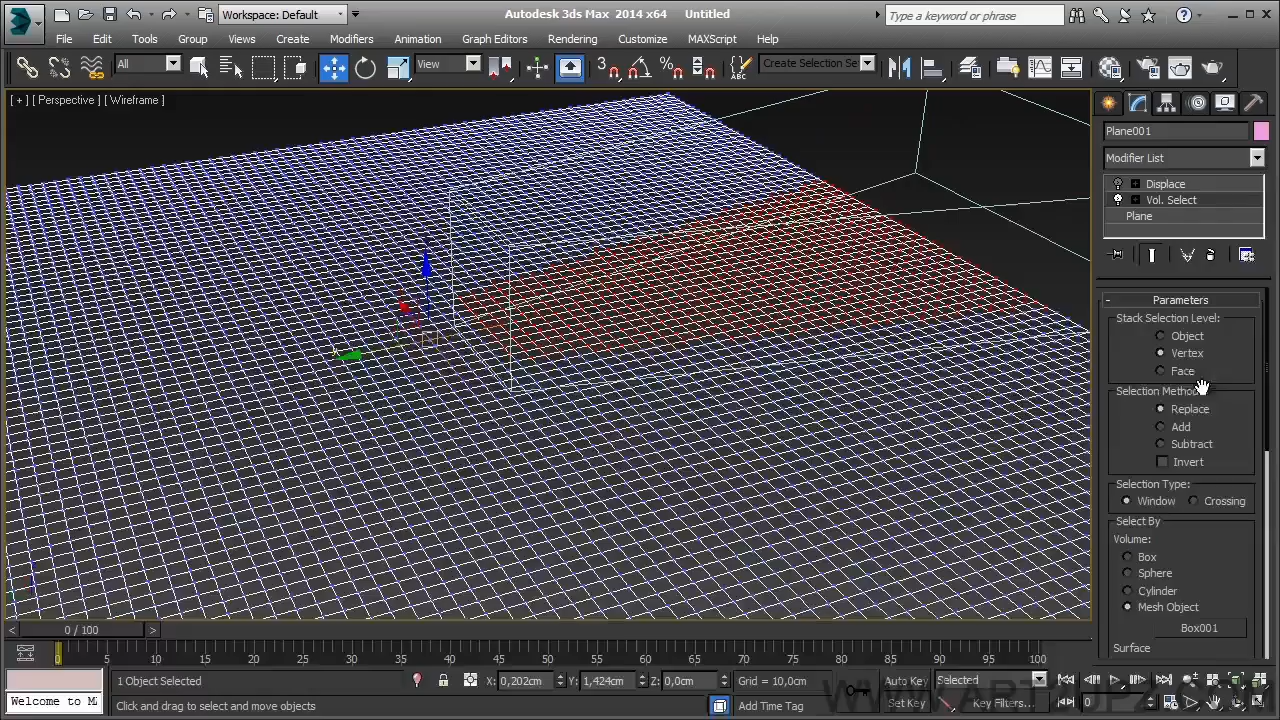 Workspace: Default
Autodesk 3ds Max 2014 x64 Untitled
Type a keyword or phrase
File Edit Tools Group Views Create Modifiers Animation Graph Editors Rendering Customize MAXScript Help
All
View
3
Create Selection Se
[ + ] [ Perspective ] [ Wireframe ]
Plane001
Modifier List
Displace
Vol. Select
Plane
Parameters
Stack Selection Level:
Object
Vertex
Face
Selection Method
Replace
Add
Subtract
Invert
Selection Type:
Window Crossing
Select By
Volume:
Box
Sphere
Cylinder
Mesh Object
Box001
Surface
0 / 100
0 5 10 15 20 25 30 35 40 45 50 55 60 65 70 75 80 85 90 95 100
1 Object Selected
X: 0,202cm Y: 1,424cm Z: 0,0cm Grid = 10,0cm
Auto Key Selected
Welcome to MA
Click and drag to select and move objects
Add Time Tag
Set Key Key Filters... 0